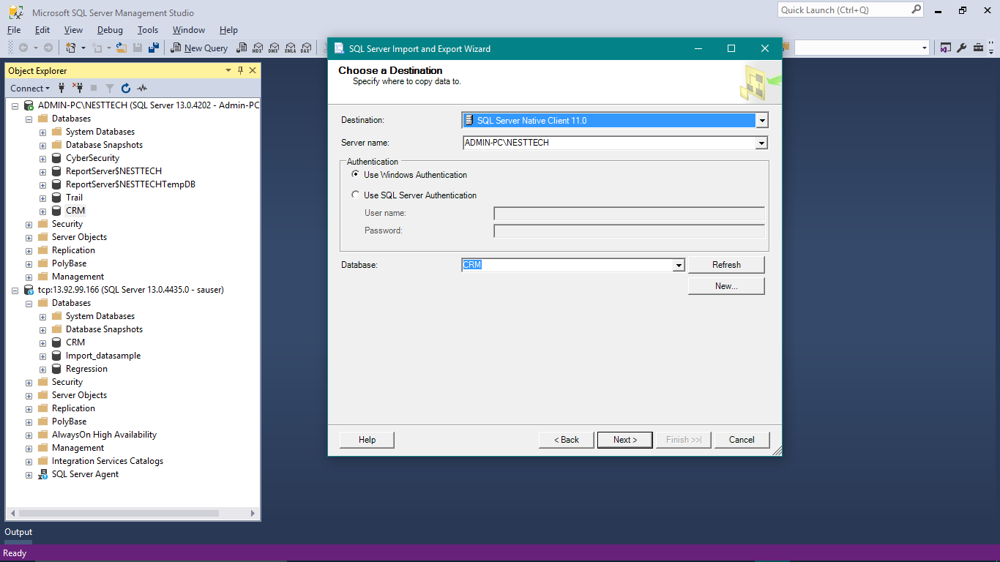 Microsoft SQL Server Management Studio
Quick Launch (Ctrl+Q)
File Edit View Debug Tools Window Help
New Query MDX DMX XMLA DAX
Object Explorer
Connect
ADMIN-PC\NESTTECH (SQL Server 13.0.4202 - Admin-PC
Databases
System Databases
Database Snapshots
CyberSecurity
ReportServer$NESTTECH
ReportServer$NESTTECHTempDB
Trail
CRM
Security
Server Objects
Replication
PolyBase
Management
tcp:13.92.99.166 (SQL Server 13.0.4435.0 - sauser)
Databases
System Databases
Database Snapshots
CRM
Import_datasample
Regression
Security
Server Objects
Replication
PolyBase
AlwaysOn High Availability
Management
Integration Services Catalogs
SQL Server Agent
SQL Server Import and Export Wizard
Choose a Destination
Specify where to copy data to.
Destination: SQL Server Native Client 11.0
Server name: ADMIN-PC\NESTTECH
Authentication
Use Windows Authentication
Use SQL Server Authentication
User name:
Password:
Database: CRM Refresh
New...
Help < Back Next > Finish >>| Cancel
Output
Ready